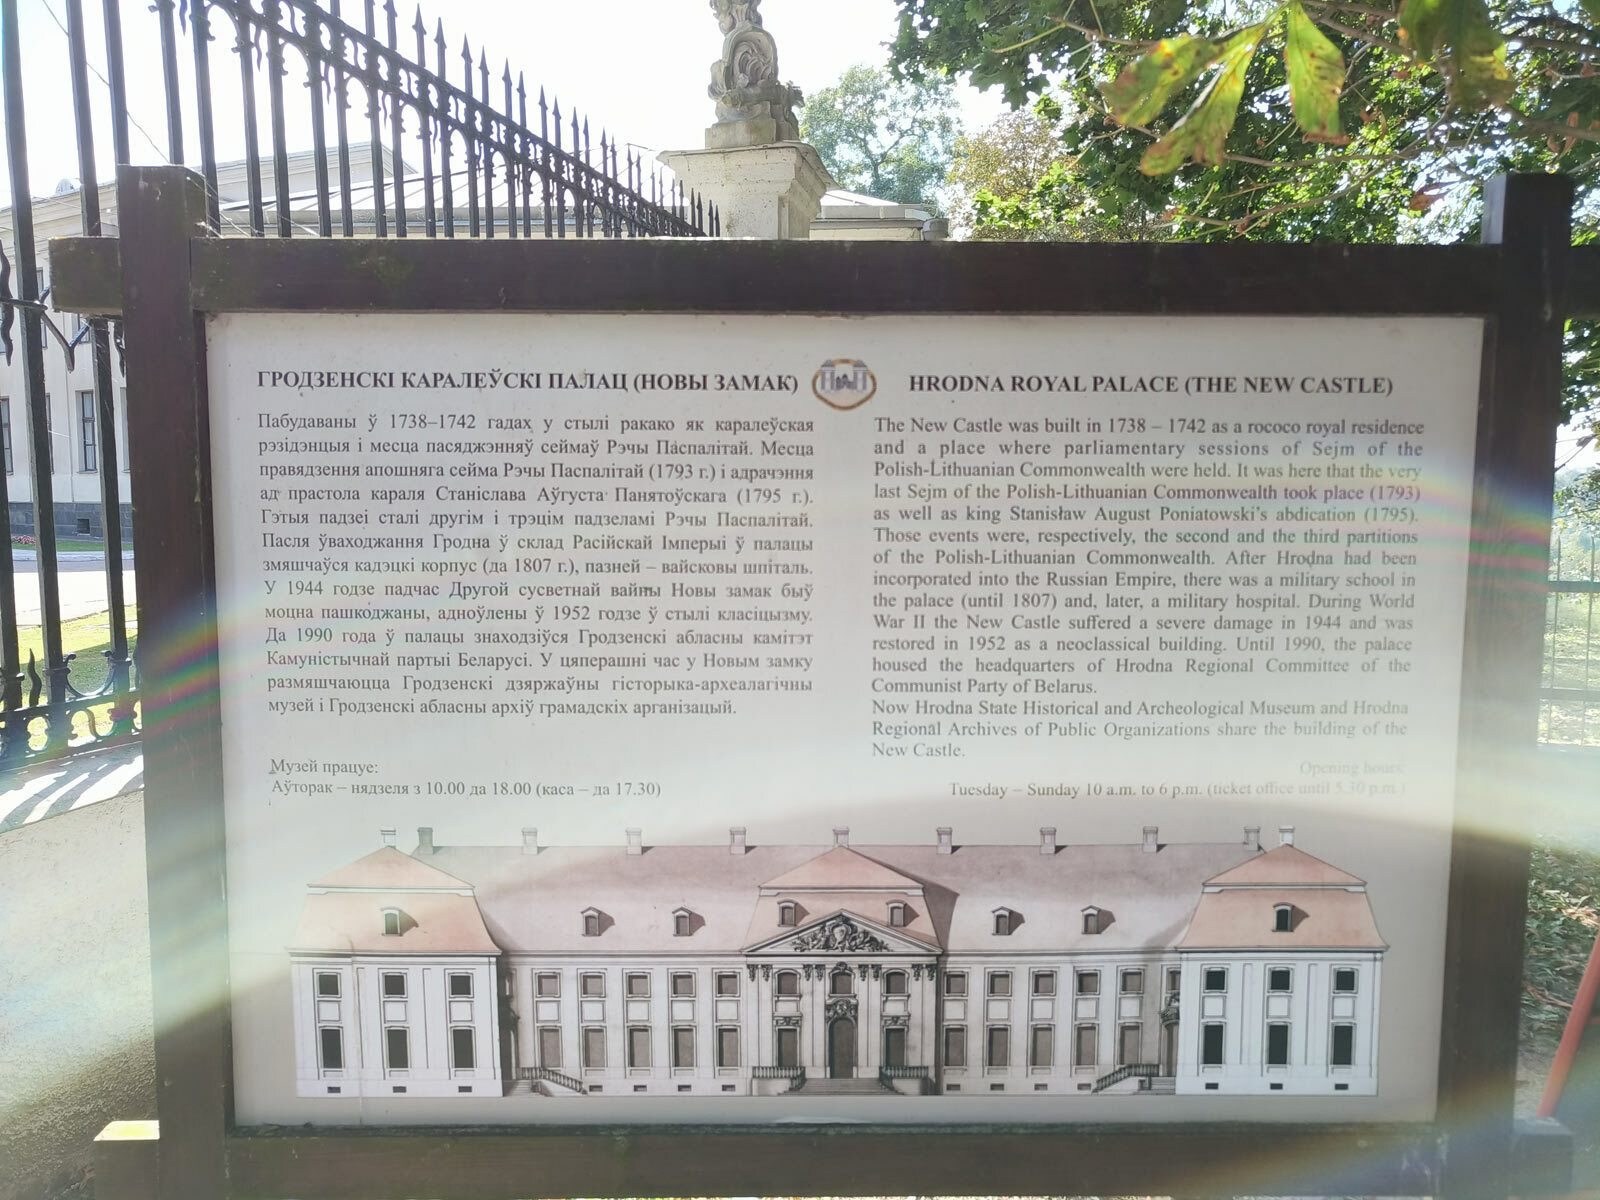 ГРОДЗЕНСКІ КАРАЛЕЎСКІ ПАЛАЦ (НОВЫ ЗАМАК)
Пабудаваны ў 1738–1742 гадах у стылі ракако як каралеўская
рэзідэнцыя і месца пасяджэнняў сеймаў Рэчы Паспалітай. Месца
правядзення апошняга сейма Рэчы Паспалітай (1793 г.) і адрачэння
ад прастола караля Станіслава Аўгуста Панятоўскага (1795 г.).
Гэтыя падзеі сталі другім і трэцім падзеламі Рэчы Паспалітай.
Пасля ўваходжання Гродна ў склад Расійскай Імперыі ў палацы
змяшчаўся кадэцкі корпус (да 1807 г.), пазней – вайсковы шпіталь.
У 1944 годзе падчас Другой сусветнай вайны Новы замак быў
моцна пашкоджаны, адноўлены ў 1952 годзе ў стылі класіцызму.
Да 1990 года ў палацы знаходзіўся Гродзенскі абласны камітэт
Камуністычнай партыі Беларусі. У цяперашні час у Новым замку
размяшчаюцца Гродзенскі дзяржаўны гісторыка-археалагічны
музей і Гродзенскі абласны архіў грамадскіх арганізацый.
Музей працуе:
Аўторак – нядзеля з 10.00 да 18.00 (каса – да 17.30)
HRODNA ROYAL PALACE (THE NEW CASTLE)
The New Castle was built in 1738 – 1742 as a rococo royal residence
and a place where parliamentary sessions of Sejm of the
Polish-Lithuanian Commonwealth were held. It was here that the very
last Sejm of the Polish-Lithuanian Commonwealth took place (1793)
as well as king Stanisław August Poniatowski's abdication (1795).
Those events were, respectively, the second and the third partitions
of the Polish-Lithuanian Commonwealth. After Hrodna had been
incorporated into the Russian Empire, there was a military school in
the palace (until 1807) and, later, a military hospital. During World
War II the New Castle suffered a severe damage in 1944 and was
restored in 1952 as a neoclassical building. Until 1990, the palace
housed the headquarters of Hrodna Regional Committee of the
Communist Party of Belarus.
Now Hrodna State Historical and Archeological Museum and Hrodna
Regional Archives of Public Organizations share the building of the
New Castle.
Opening hours:
Tuesday – Sunday 10 a.m. to 6 p.m. (ticket office until 5.30 p.m.)